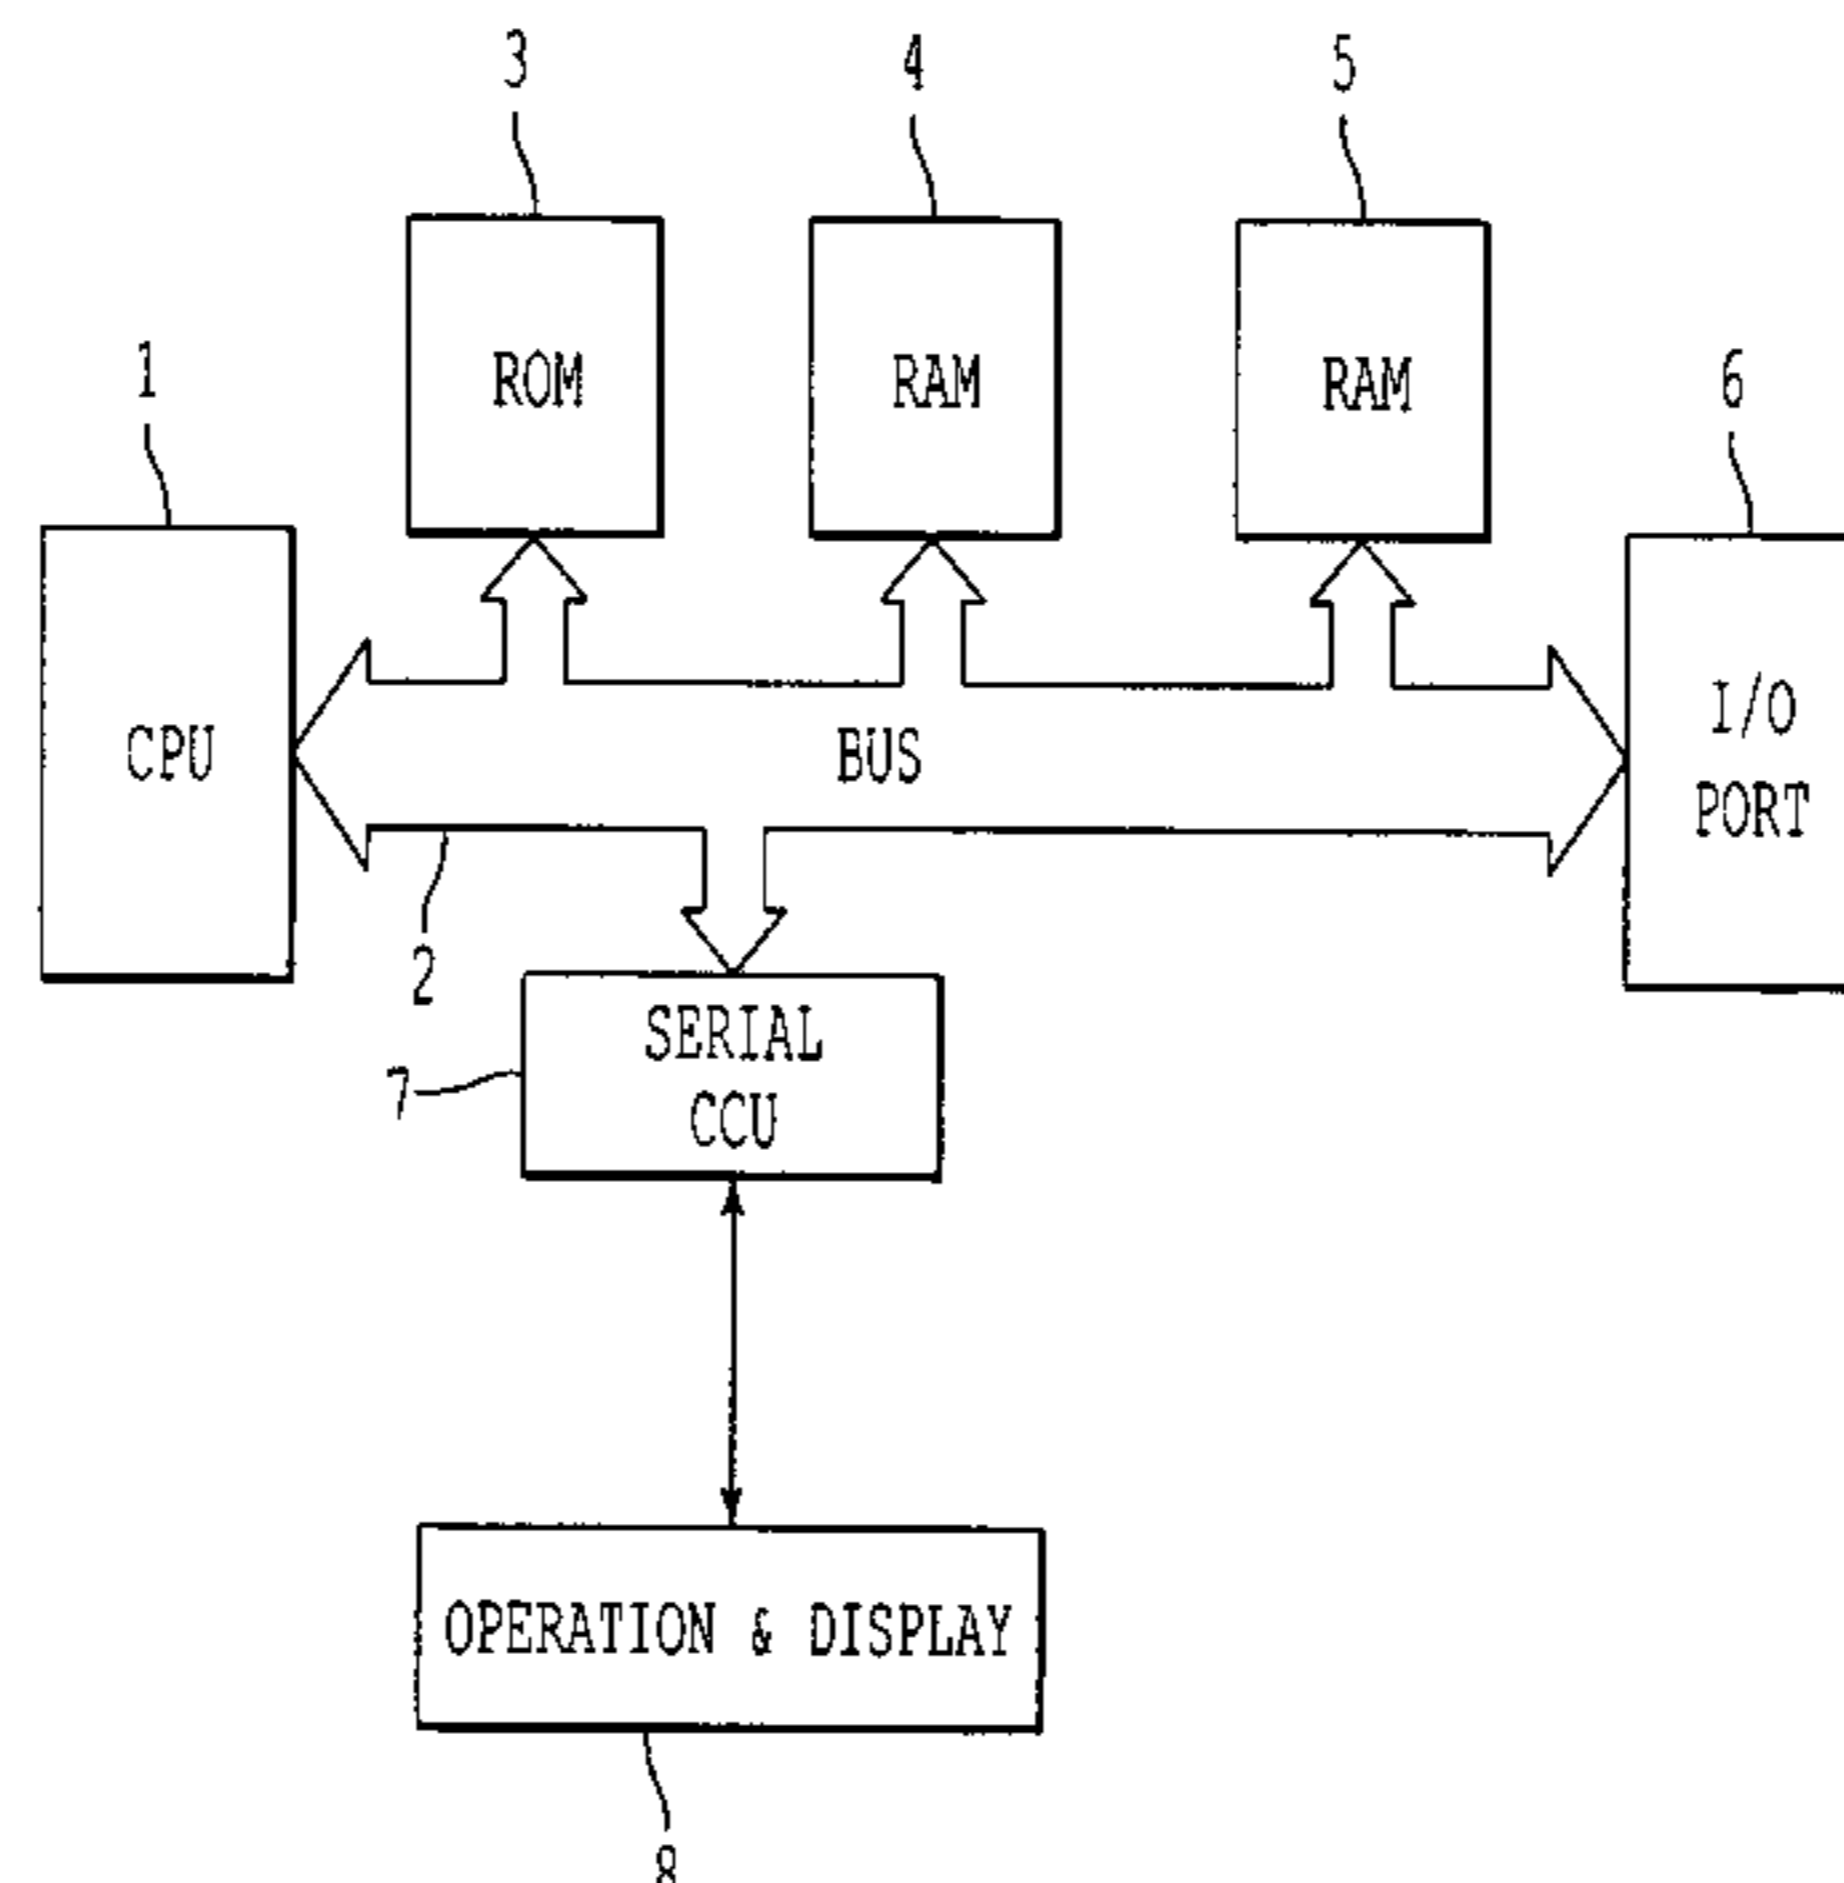 3
4
5
ROM
RAM
RAM
1
6
CPU
BUS
I/O
PORT
2
SERIAL
CCU
7
OPERATION & DISPLAY
8